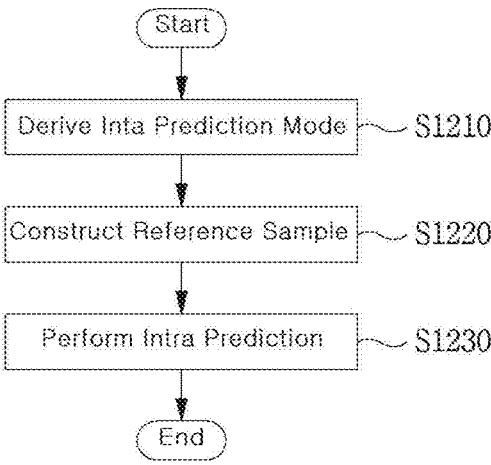 Start
Derive Inta Prediction Mode
S1210
Construct Reference Sample
S1220
Perform Intra Prediction
S1230
End